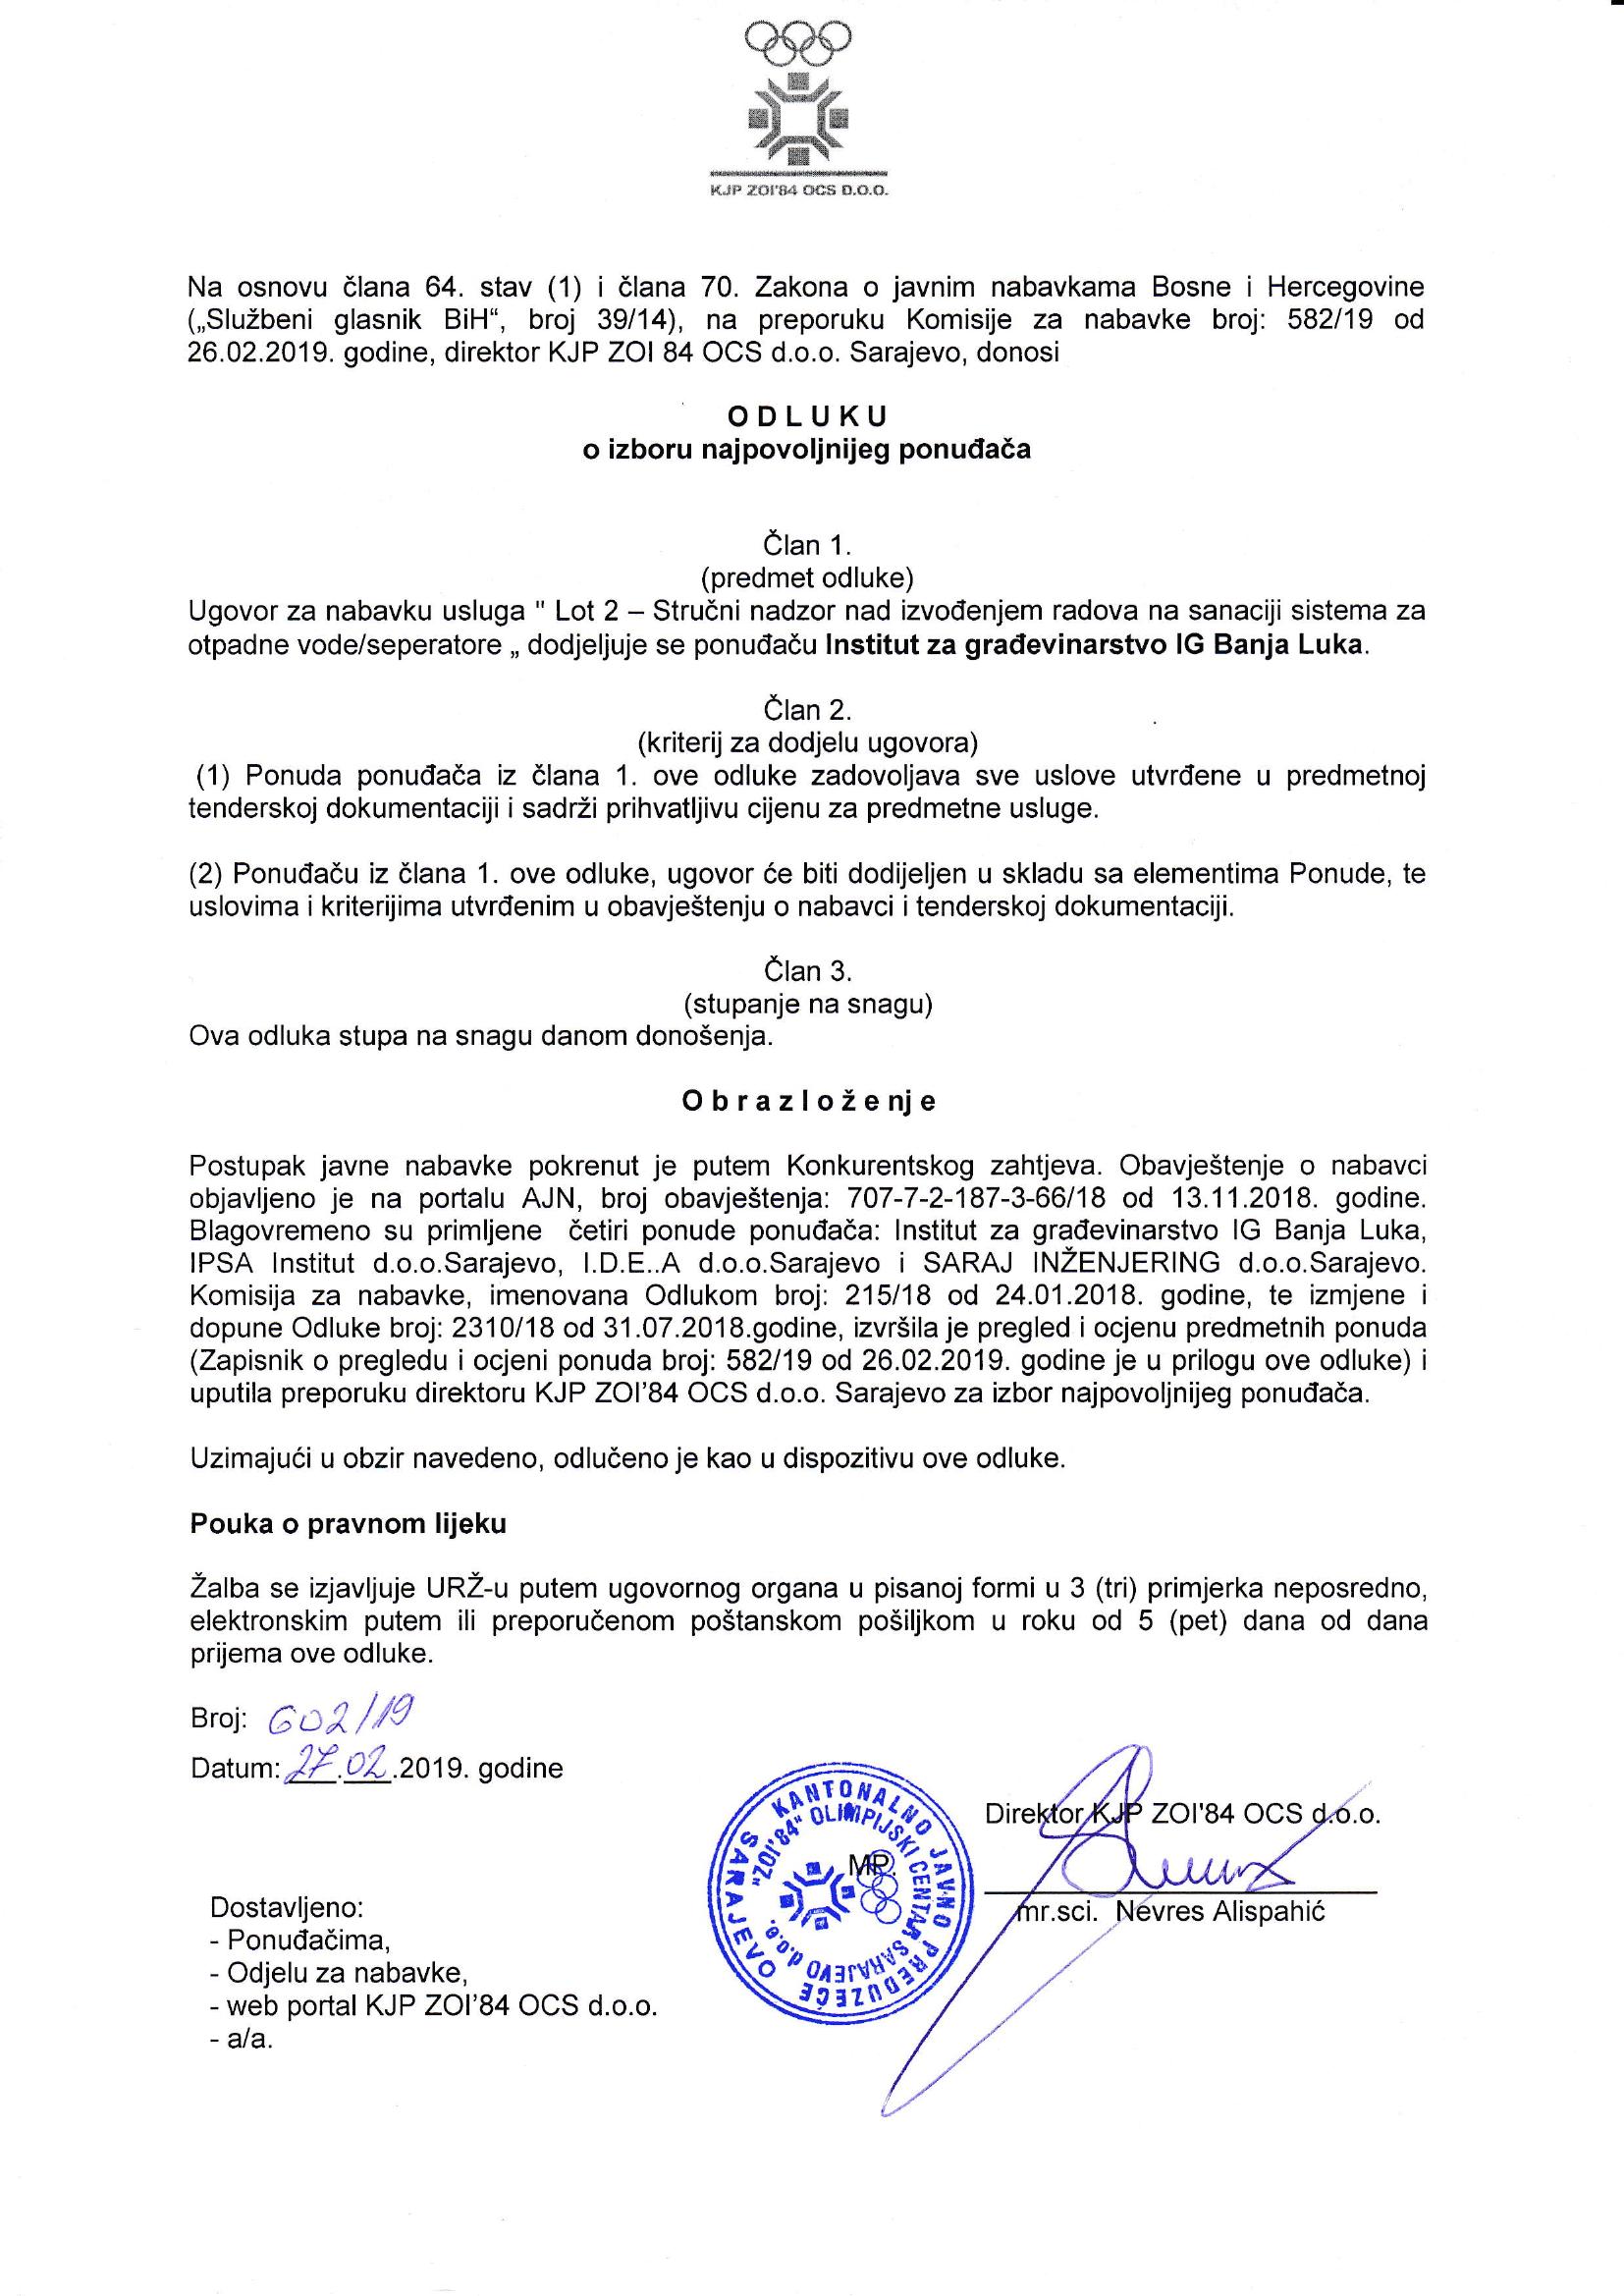 KJP ZOI'84 OCS D.O.O.
Na osnovu člana 64. stav (1) i člana 70. Zakona o javnim nabavkama Bosne i Hercegovine
(„Službeni glasnik BiH“, broj 39/14), na preporuku Komisije za nabavke broj: 582/19 od
26.02.2019. godine, direktor KJP ZOI 84 OCS d.o.o. Sarajevo, donosi
O D L U K U
o izboru najpovoljnijeg ponuđača
Član 1.
(predmet odluke)
Ugovor za nabavku usluga " Lot 2 – Stručni nadzor nad izvođenjem radova na sanaciji sistema za
otpadne vode/seperatore „ dodjeljuje se ponuđaču Institut za građevinarstvo IG Banja Luka.
Član 2.
(kriterij za dodjelu ugovora)
(1) Ponuda ponuđača iz člana 1. ove odluke zadovoljava sve uslove utvrđene u predmetnoj
tenderskoj dokumentaciji i sadrži prihvatljivu cijenu za predmetne usluge.
(2) Ponuđaču iz člana 1. ove odluke, ugovor će biti dodijeljen u skladu sa elementima Ponude, te
uslovima i kriterijima utvrđenim u obavještenju o nabavci i tenderskoj dokumentaciji.
Član 3.
(stupanje na snagu)
Ova odluka stupa na snagu danom donošenja.
O b r a z l o ž e nj e
Postupak javne nabavke pokrenut je putem Konkurentskog zahtjeva. Obavještenje o nabavci
objavljeno je na portalu AJN, broj obavještenja: 707-7-2-187-3-66/18 od 13.11.2018. godine.
Blagovremeno su primljene četiri ponude ponuđača: Institut za građevinarstvo IG Banja Luka,
IPSA Institut d.o.o.Sarajevo, I.D.E..A d.o.o.Sarajevo i SARAJ INŽENJERING d.o.o.Sarajevo.
Komisija za nabavke, imenovana Odlukom broj: 215/18 od 24.01.2018. godine, te izmjene i
dopune Odluke broj: 2310/18 od 31.07.2018.godine, izvršila je pregled i ocjenu predmetnih ponuda
(Zapisnik o pregledu i ocjeni ponuda broj: 582/19 od 26.02.2019. godine je u prilogu ove odluke) i
uputila preporuku direktoru KJP ZOI’84 OCS d.o.o. Sarajevo za izbor najpovoljnijeg ponuđača.
Uzimajući u obzir navedeno, odlučeno je kao u dispozitivu ove odluke.
Pouka o pravnom lijeku
Žalba se izjavljuje URŽ-u putem ugovornog organa u pisanoj formi u 3 (tri) primjerka neposredno,
elektronskim putem ili preporučenom poštanskom pošiljkom u roku od 5 (pet) dana od dana
prijema ove odluke.
Broj: 602/19
Datum: 27.02.2019. godine
KANTONALNO JAVNO PREDUZEĆE
"ZOI'84" OLIMPIJSKI CENTAR SARAJEVO d.o.o.
SARAJEVO
MP.
Direktor KJP ZOI'84 OCS d.o.o.
mr.sci. Nevres Alispahić
Dostavljeno:
- Ponuđačima,
- Odjelu za nabavke,
- web portal KJP ZOI’84 OCS d.o.o.
- a/a.